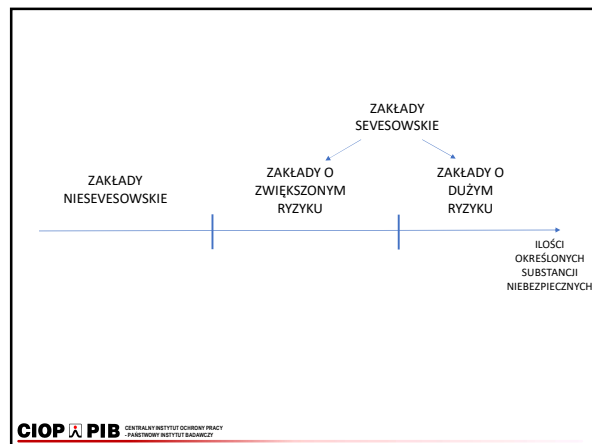 ZAKŁADY
SEVESOWSKIE
ZAKŁADY
NIESEVESOWSKIE
ZAKŁADY O
ZWIĘKSZONYM
RYZYKU
ZAKŁADY O
DUŻYM
RYZYKU
ILOŚCI
OKREŚLONYCH
SUBSTANCJI
NIEBEZPIECZNYCH
CIOP PIB
CENTRALNY INSTYTUT OCHRONY PRACY
- PAŃSTWOWY INSTYTUT BADAWCZY